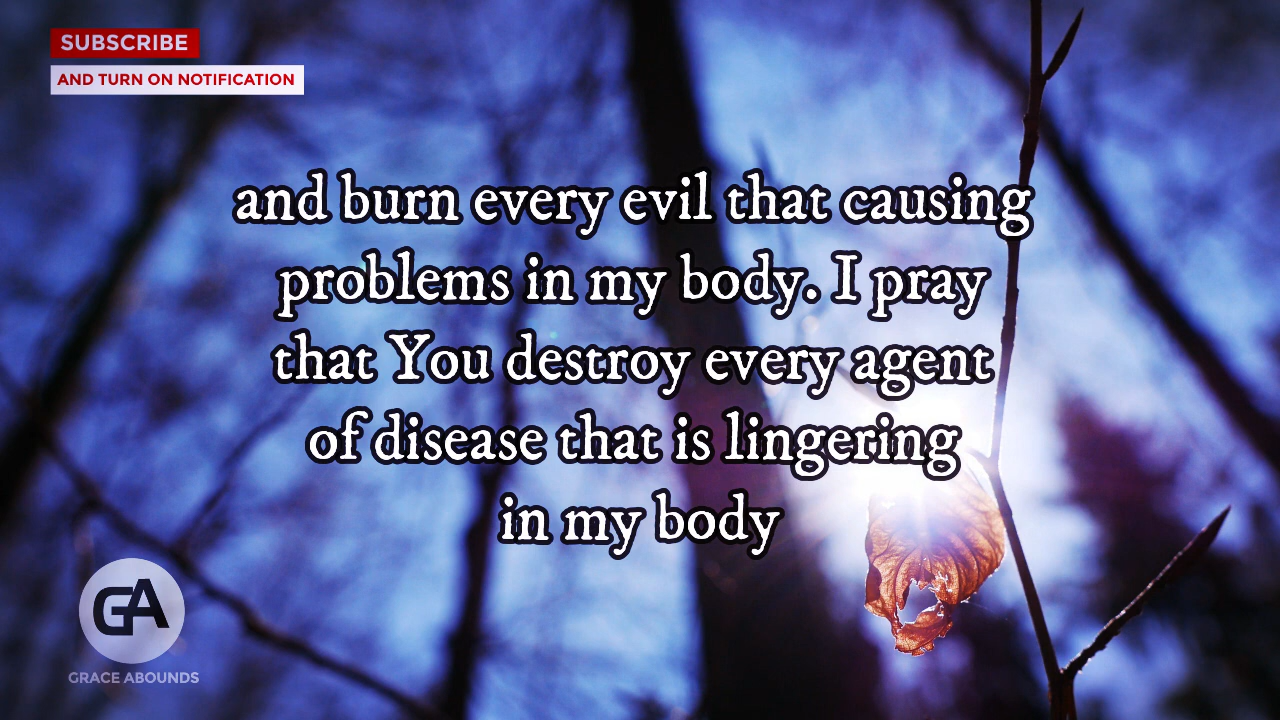 SUBSCRIBE
AND TURN ON NOTIFICATION
and burn every evil that causing
problems in my body. I pray
that You destroy every agent
of disease that is lingering
in my body
GA
GRACE ABOUNDS